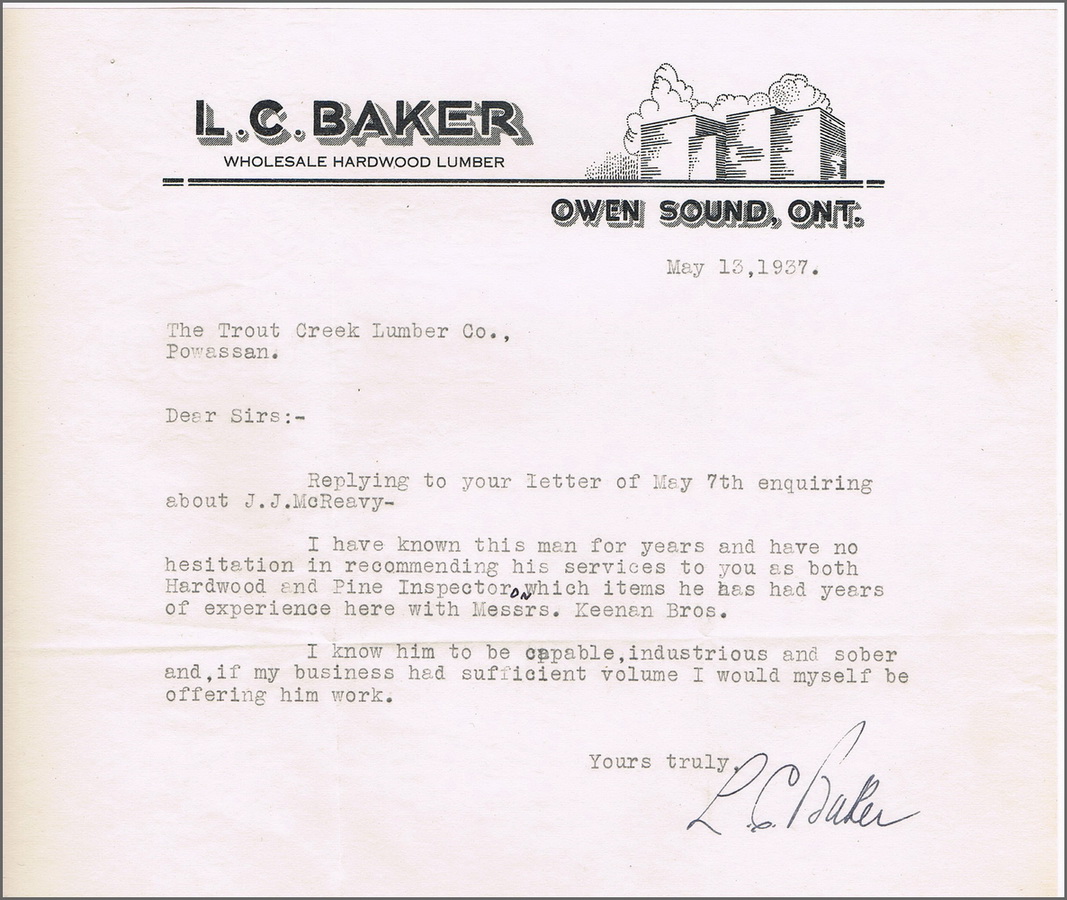 L.C. BAKER
WHOLESALE HARDWOOD LUMBER
OWEN SOUND, ONT.
May 13,1937.
The Trout Creek Lumber Co.,
Powassan.
Dear Sirs:-
Replying to your letter of May 7th enquiring
about J.J.McReavy-
I have known this man for years and have no
hesitation in recommending his services to you as both
Hardwood and Pine Inspector, on which items he has had years
of experience here with Messrs. Keenan Bros.
I know him to be capable,industrious and sober
and,if my business had sufficient volume I would myself be
offering him work.
Yours truly,
L. C. Baker